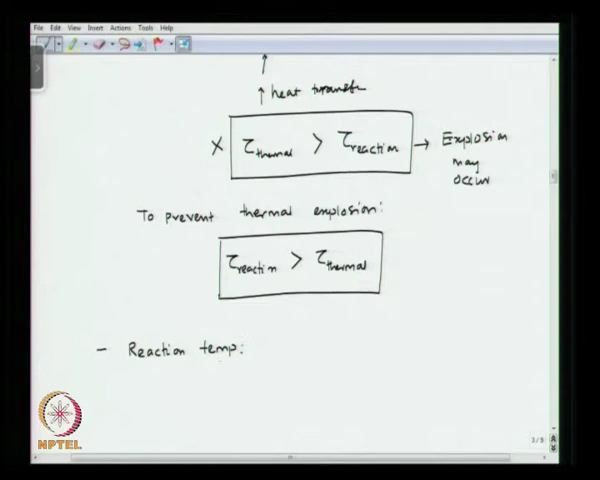 File Edit View Insert Actions Tools Help
↑
↑ heat transfer
× τthermal > τreaction → Explosion
may
occur
To prevent thermal explosion:
τreaction > τthermal
- Reaction temp:
NPTEL
3/5